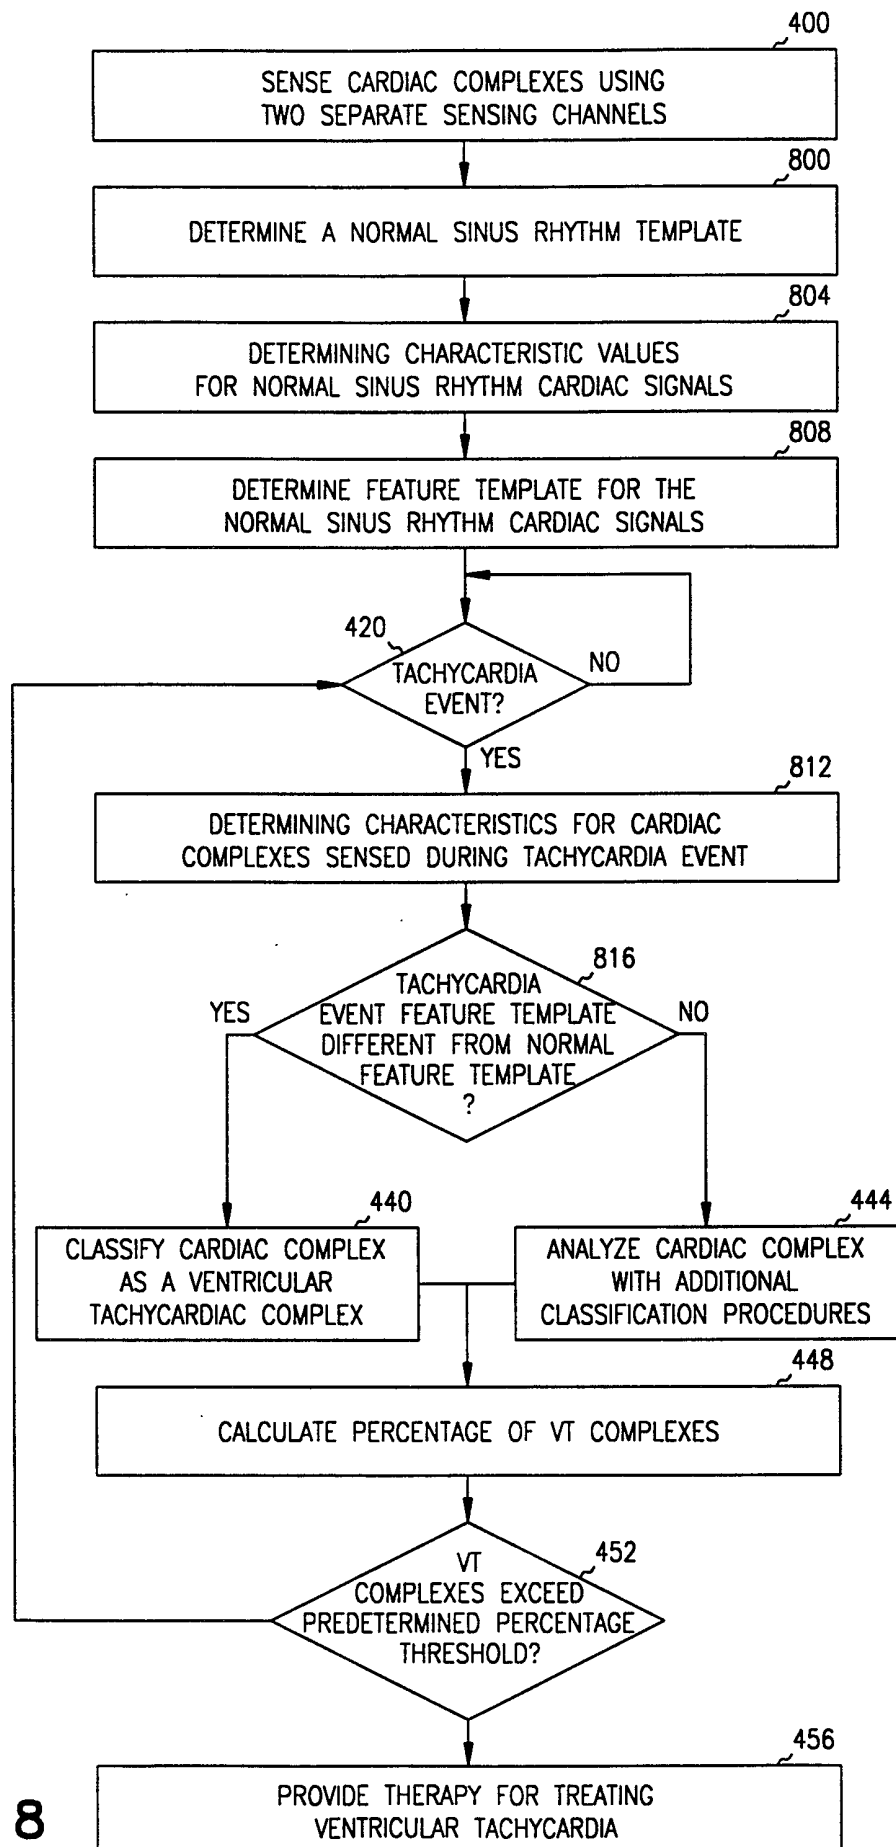 400
SENSE CARDIAC COMPLEXES USING
TWO SEPARATE SENSING CHANNELS
800
DETERMINE A NORMAL SINUS RHYTHM TEMPLATE
804
DETERMINING CHARACTERISTIC VALUES
FOR NORMAL SINUS RHYTHM CARDIAC SIGNALS
808
DETERMINE FEATURE TEMPLATE FOR THE
NORMAL SINUS RHYTHM CARDIAC SIGNALS
420
TACHYCARDIA
EVENT?
NO
YES
812
DETERMINING CHARACTERISTICS FOR CARDIAC
COMPLEXES SENSED DURING TACHYCARDIA EVENT
816
TACHYCARDIA
EVENT FEATURE TEMPLATE
DIFFERENT FROM NORMAL
FEATURE TEMPLATE
?
YES
NO
440
CLASSIFY CARDIAC COMPLEX
AS A VENTRICULAR
TACHYCARDIAC COMPLEX
444
ANALYZE CARDIAC COMPLEX
WITH ADDITIONAL
CLASSIFICATION PROCEDURES
448
CALCULATE PERCENTAGE OF VT COMPLEXES
452
VT
COMPLEXES EXCEED
PREDETERMINED PERCENTAGE
THRESHOLD?
456
PROVIDE THERAPY FOR TREATING
VENTRICULAR TACHYCARDIA
8